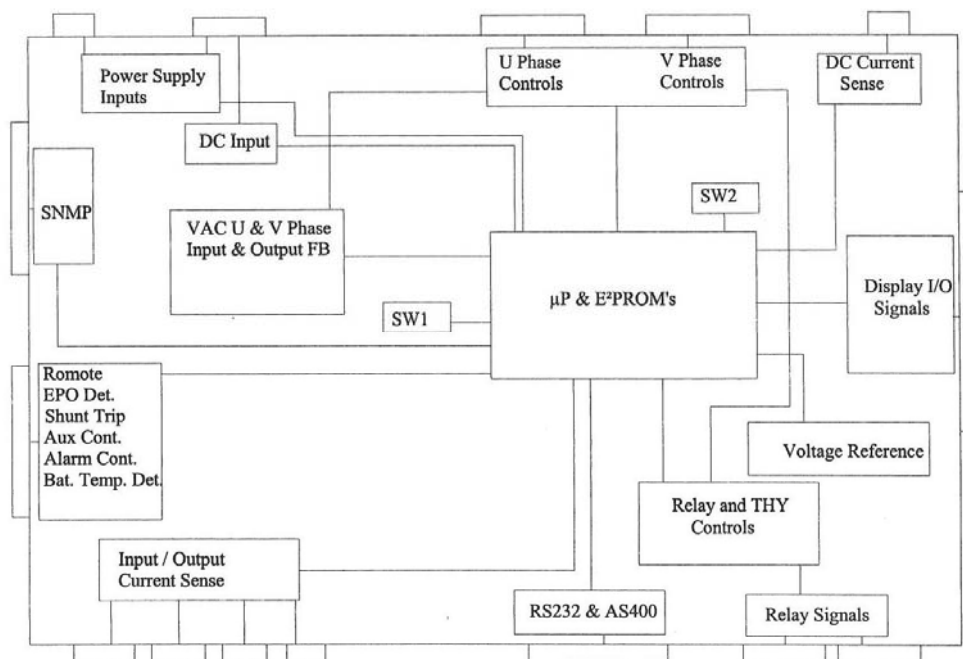 Power Supply
Inputs
U Phase
Controls
V Phase
Controls
DC Current
Sense
DC Input
SNMP
VAC U & V Phase
Input & Output FB
SW2
μP & E²PROM's
SW1
Display I/O
Signals
Romote
EPO Det.
Shunt Trip
Aux Cont.
Alarm Cont.
Bat. Temp. Det.
Voltage Reference
Relay and THY
Controls
Input / Output
Current Sense
RS232 & AS400
Relay Signals